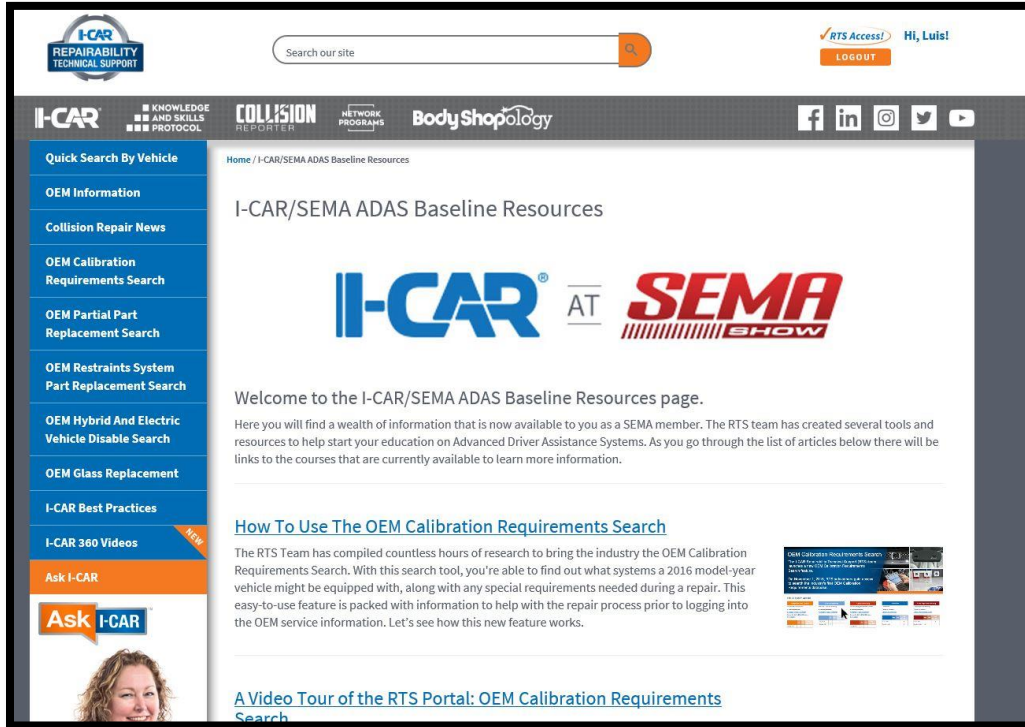 I-CAR
REPAIRABILITY
TECHNICAL SUPPORT
Search our site
RTS Access!
Hi, Luis!
LOGOUT
I-CAR
KNOWLEDGE
AND SKILLS
PROTOCOL
COLLISION
REPORTER
NETWORK
PROGRAMS
Body Shopology
Quick Search By Vehicle
OEM Information
Collision Repair News
OEM Calibration
Requirements Search
OEM Partial Part
Replacement Search
OEM Restraints System
Part Replacement Search
OEM Hybrid And Electric
Vehicle Disable Search
OEM Glass Replacement
I-CAR Best Practices
I-CAR 360 Videos
NEW
Ask I-CAR
Ask I-CAR
Home / I-CAR/SEMA ADAS Baseline Resources
I-CAR/SEMA ADAS Baseline Resources
I-CAR® AT SEMA
SHOW
Welcome to the I-CAR/SEMA ADAS Baseline Resources page.
Here you will find a wealth of information that is now available to you as a SEMA member. The RTS team has created several tools and
resources to help start your education on Advanced Driver Assistance Systems. As you go through the list of articles below there will be
links to the courses that are currently available to learn more information.
How To Use The OEM Calibration Requirements Search
The RTS Team has compiled countless hours of research to bring the industry the OEM Calibration
Requirements Search. With this search tool, you're able to find out what systems a 2016 model-year
vehicle might be equipped with, along with any special requirements needed during a repair. This
easy-to-use feature is packed with information to help with the repair process prior to logging into
the OEM service information. Let's see how this new feature works.
OEM Calibration Requirements Search
A Video Tour of the RTS Portal: OEM Calibration Requirements
Search